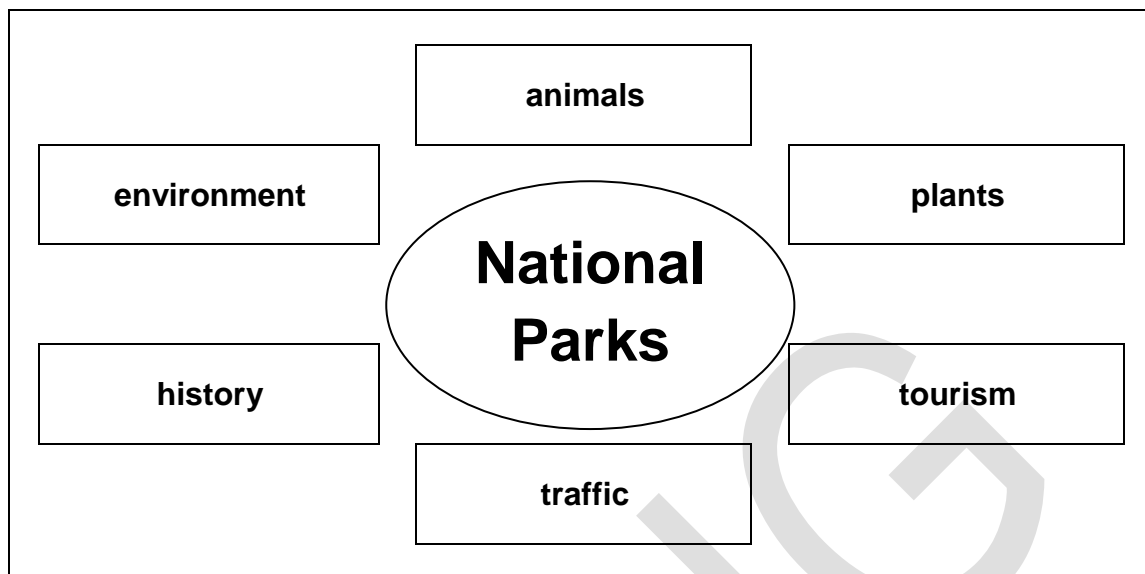 animals
environment
plants
National
Parks
history
tourism
traffic